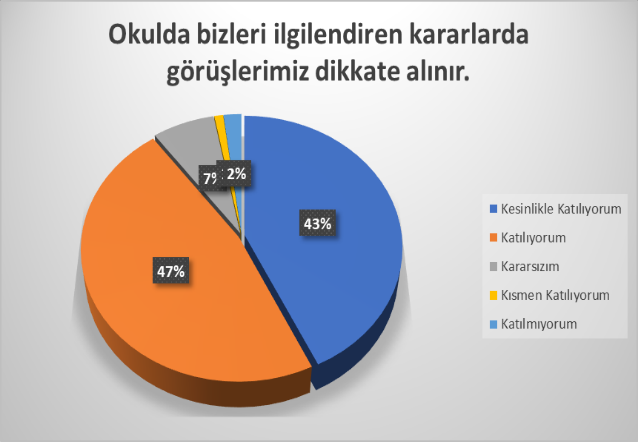 Okulda bizleri ilgilendiren kararlarda
görüşlerimiz dikkate alınır.
43%
47%
7%
2%
Kesinlikle Katılıyorum
Katılıyorum
Kararsızım
Kısmen Katılıyorum
Katılmıyorum